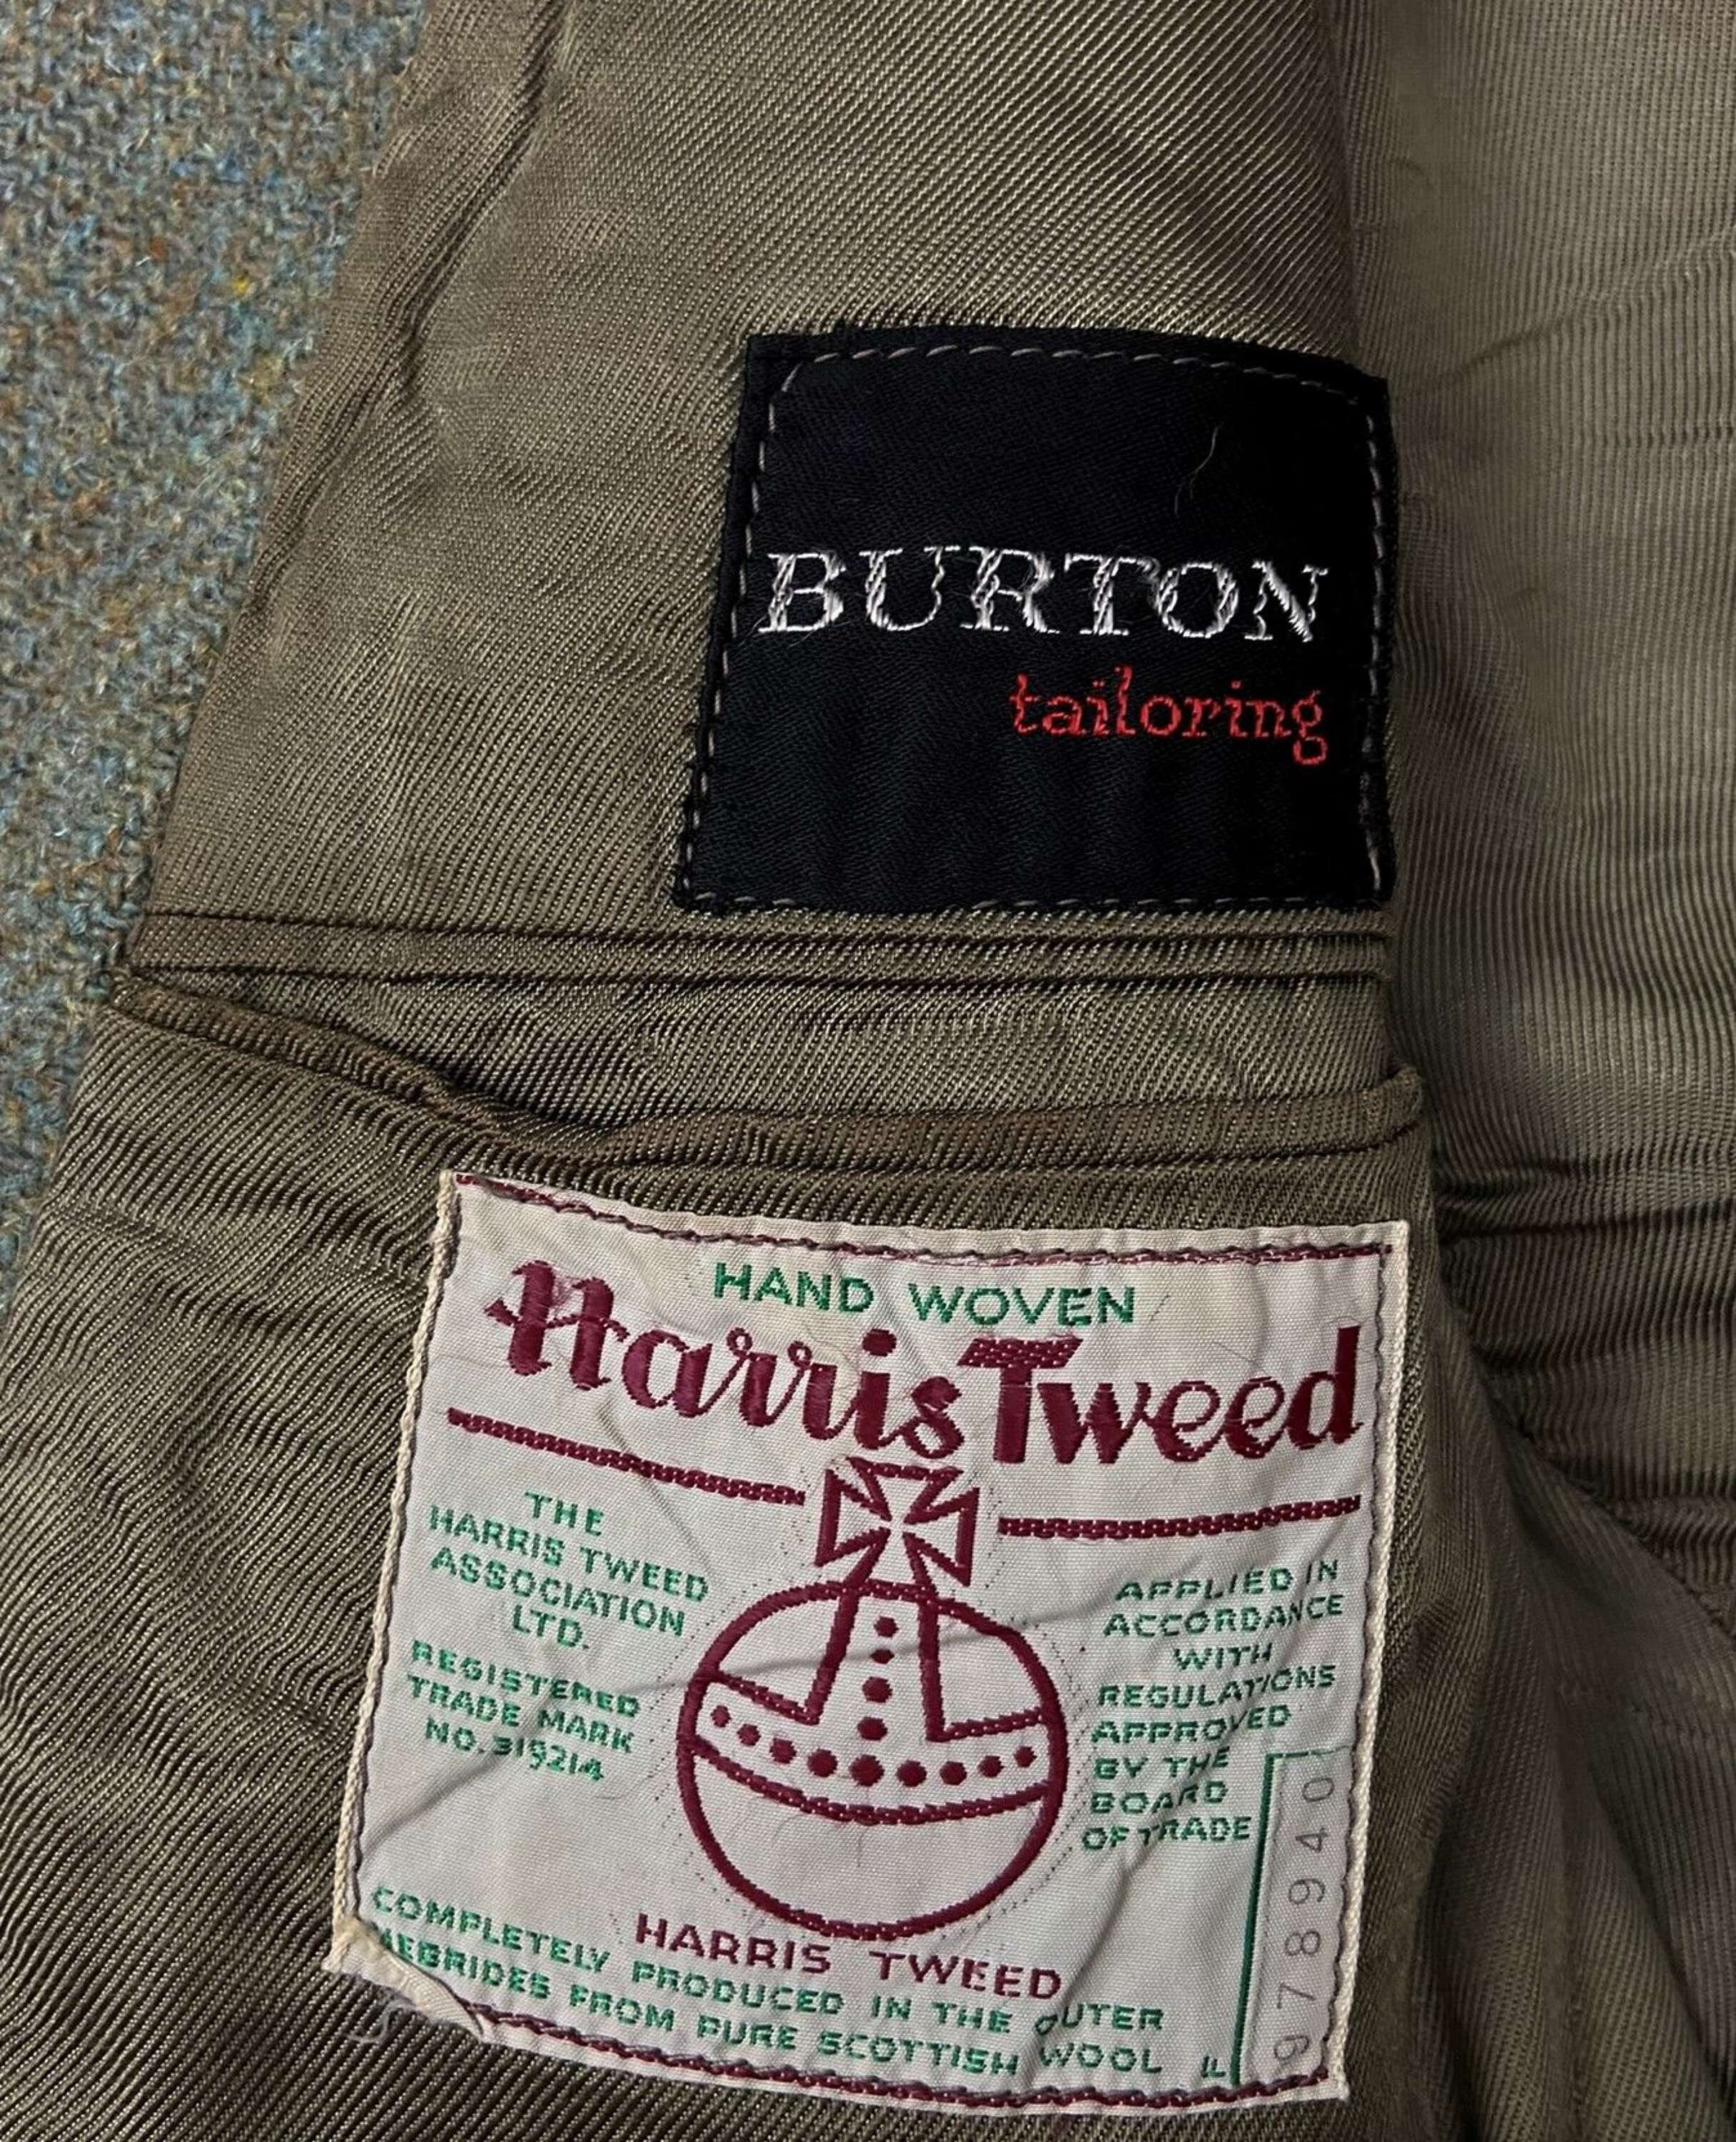 BURTON
tailoring
HAND WOVEN
Harris Tweed
THE
HARRIS TWEED
ASSOCIATION
LTD.
REGISTERED
TRADE MARK
NO. 319214
APPLIED IN
ACCORDANCE
WITH
REGULATIONS
APPROVED
BY THE
BOARD
OF TRADE
HARRIS TWEED
COMPLETELY PRODUCED IN THE OUTER
HEBRIDES FROM PURE SCOTTISH WOOL
F
9789940